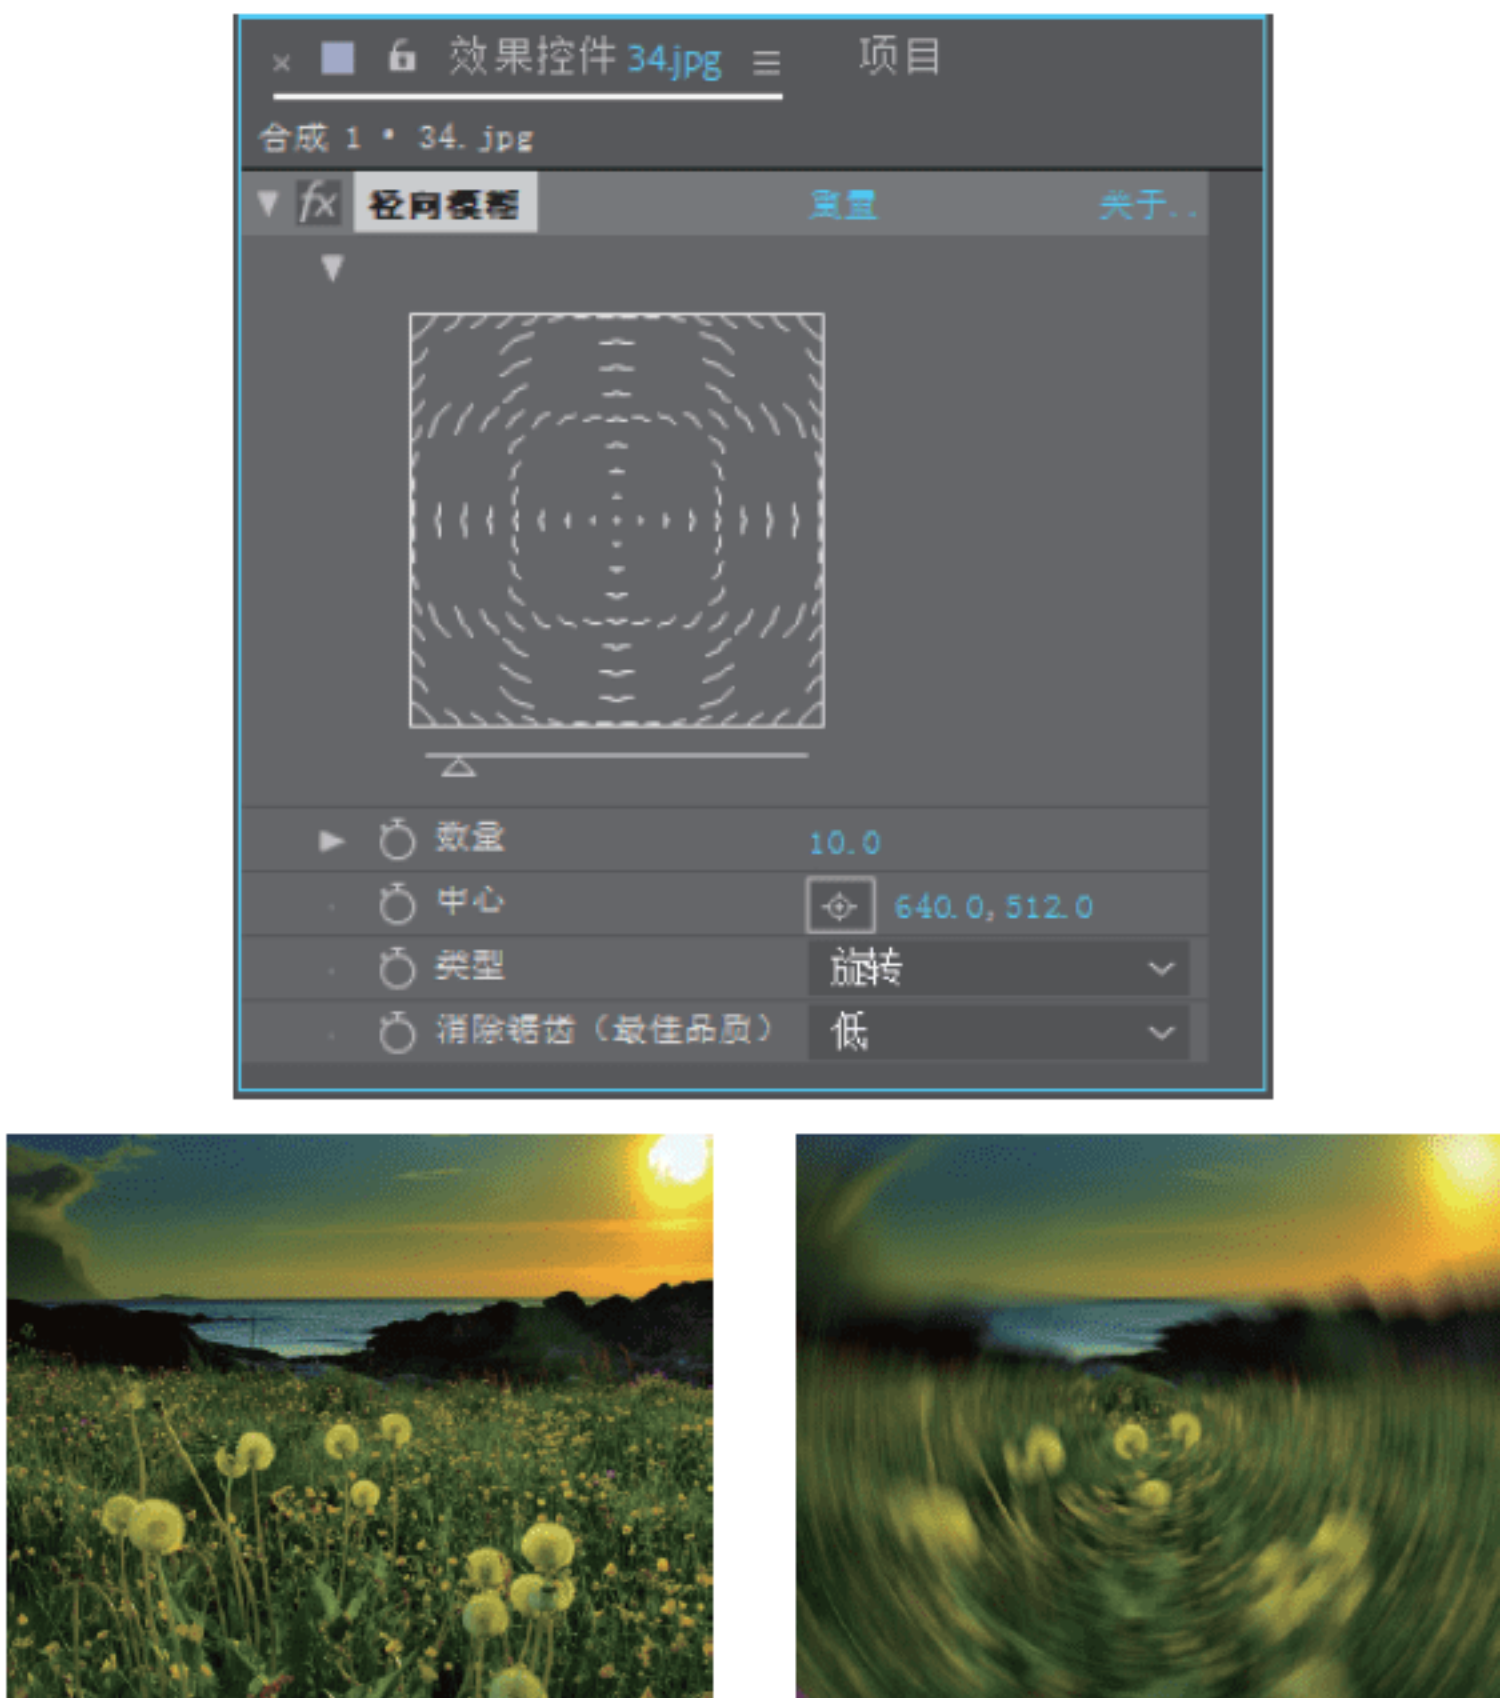 × 效果控件 34.jpg ≡ 项目
合成 1 • 34.jpg
fx 径向模糊 重置 关于..
数量 10.0
中心 640.0, 512.0
类型 旋转
消除锯齿（最佳品质） 低